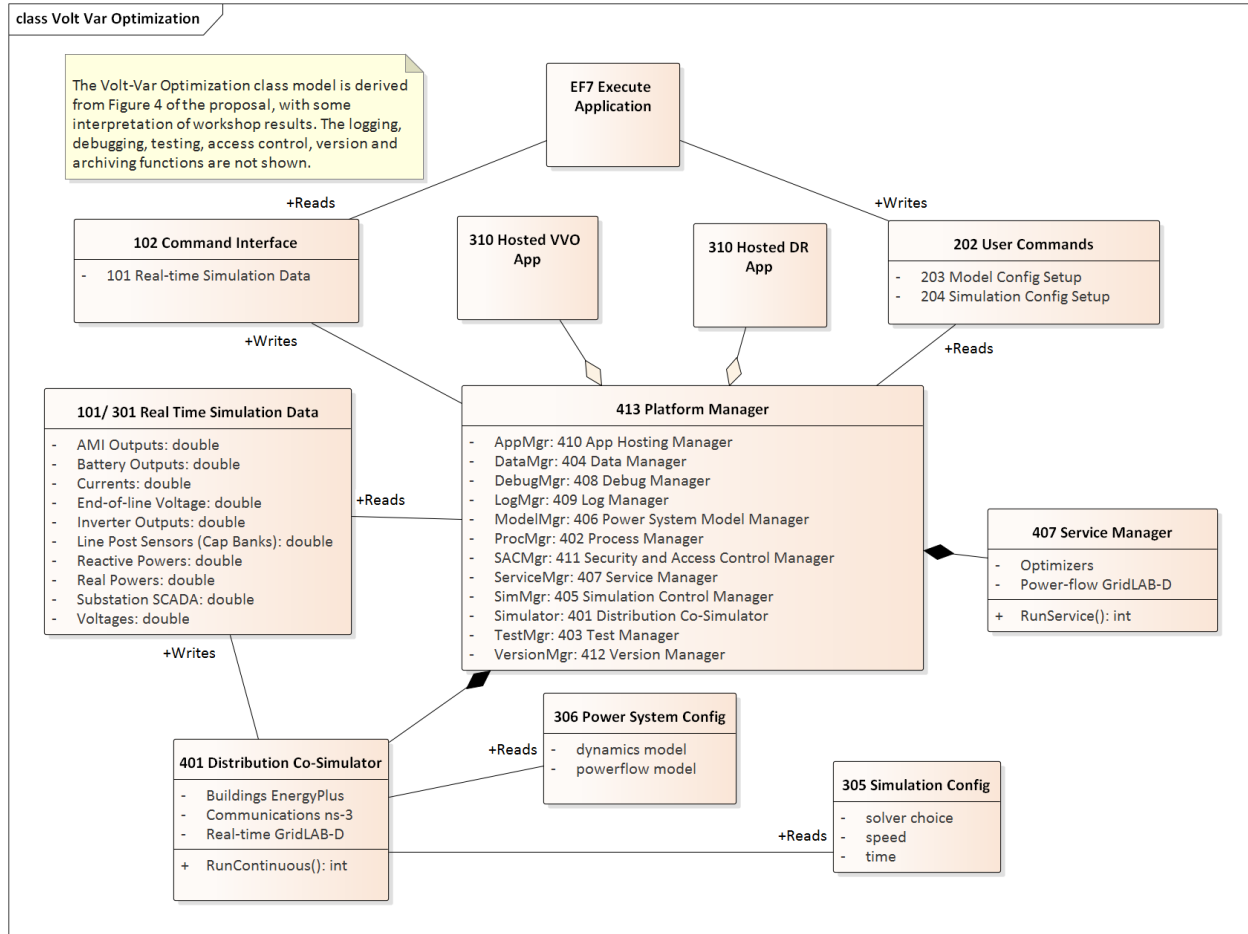 class Volt Var Optimization
The Volt-Var Optimization class model is derived
from Figure 4 of the proposal, with some
interpretation of workshop results. The logging,
debugging, testing, access control, version and
archiving functions are not shown.
EF7 Execute
Application
+Reads
+Writes
102 Command Interface
- 101 Real-time Simulation Data
310 Hosted VVO
App
310 Hosted DR
App
202 User Commands
- 203 Model Config Setup
- 204 Simulation Config Setup
+Writes
+Reads
101/ 301 Real Time Simulation Data
- AMI Outputs: double
- Battery Outputs: double
- Currents: double
- End-of-line Voltage: double
- Inverter Outputs: double
- Line Post Sensors (Cap Banks): double
- Reactive Powers: double
- Real Powers: double
- Substation SCADA: double
- Voltages: double
+Reads
413 Platform Manager
- AppMgr: 410 App Hosting Manager
- DataMgr: 404 Data Manager
- DebugMgr: 408 Debug Manager
- LogMgr: 409 Log Manager
- ModelMgr: 406 Power System Model Manager
- ProcMgr: 402 Process Manager
- SACMgr: 411 Security and Access Control Manager
- ServiceMgr: 407 Service Manager
- SimMgr: 405 Simulation Control Manager
- Simulator: 401 Distribution Co-Simulator
- TestMgr: 403 Test Manager
- VersionMgr: 412 Version Manager
407 Service Manager
- Optimizers
- Power-flow GridLAB-D
+ RunService(): int
+Writes
401 Distribution Co-Simulator
- Buildings EnergyPlus
- Communications ns-3
- Real-time GridLAB-D
+ RunContinuous(): int
+Reads
306 Power System Config
- dynamics model
- powerflow model
+Reads
305 Simulation Config
- solver choice
- speed
- time